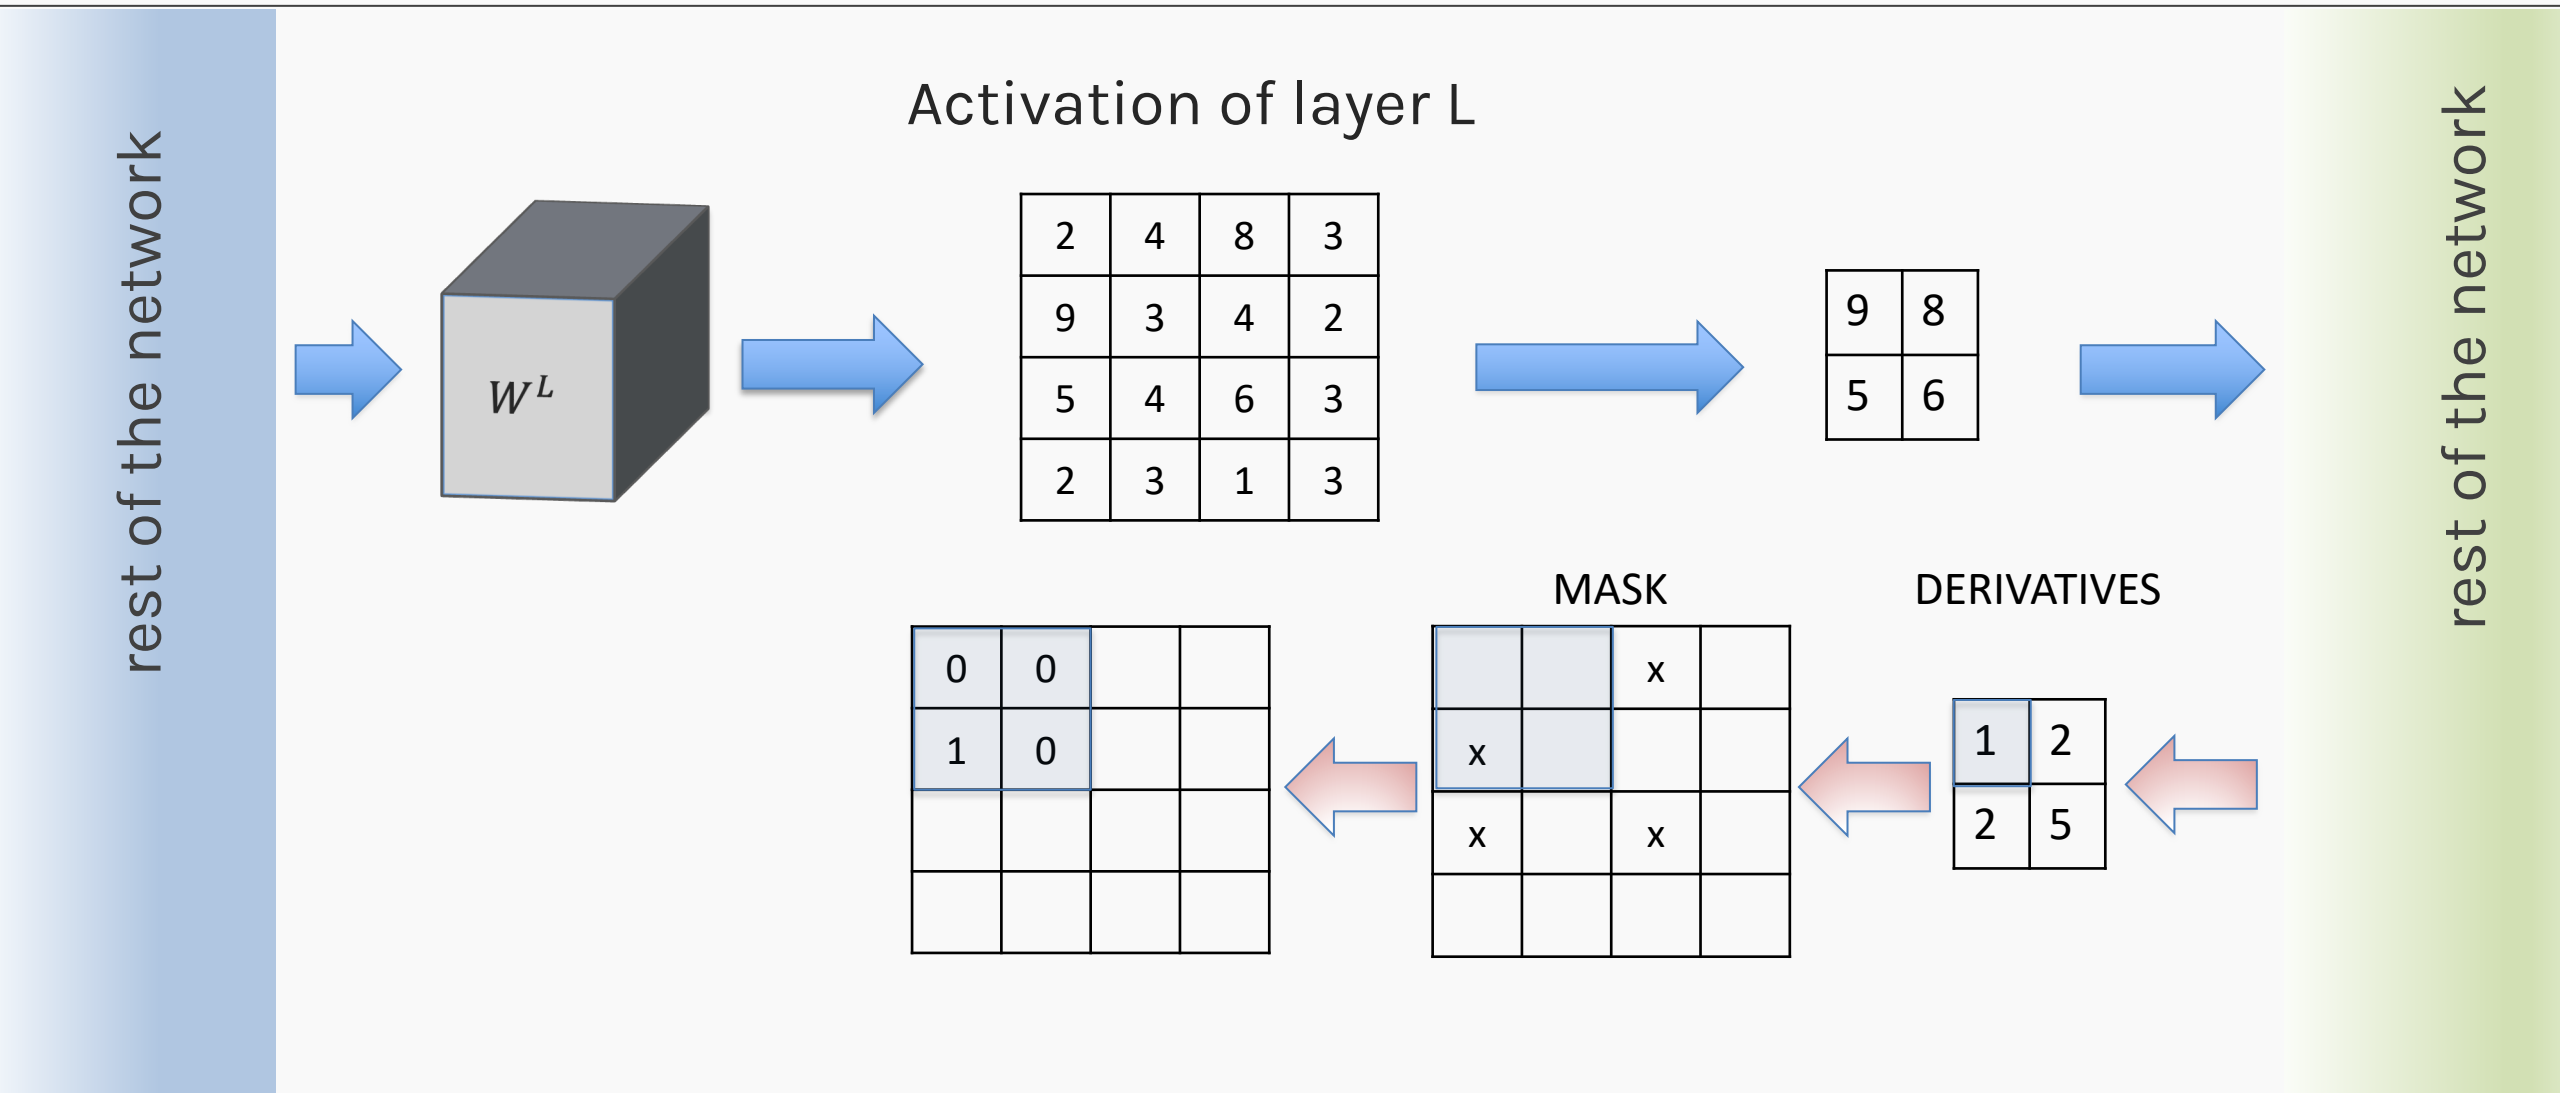 rest of the network
Activation of layer L
rest of the network
W^L
2 4 8 3
9 3 4 2
5 4 6 3
2 3 1 3
9 8
5 6
MASK
DERIVATIVES
0 0
1 0
x
x
x x
1 2
2 5